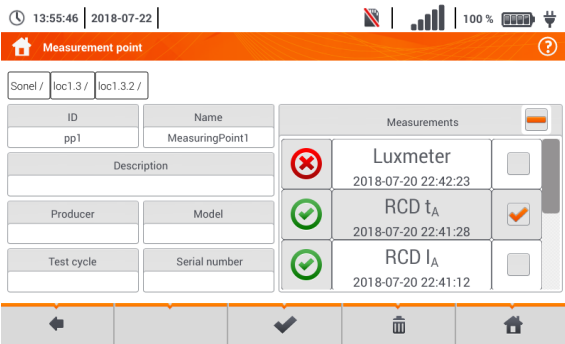 13:55:46 2018-07-22 100 %
Measurement point ?
Sonel / loc1.3 / loc1.3.2 /
ID Name
pp1 MeasuringPoint1
Description
Producer Model
Test cycle Serial number
Measurements
Luxmeter
2018-07-20 22:42:23
RCD tA
2018-07-20 22:41:28
RCD IA
2018-07-20 22:41:12